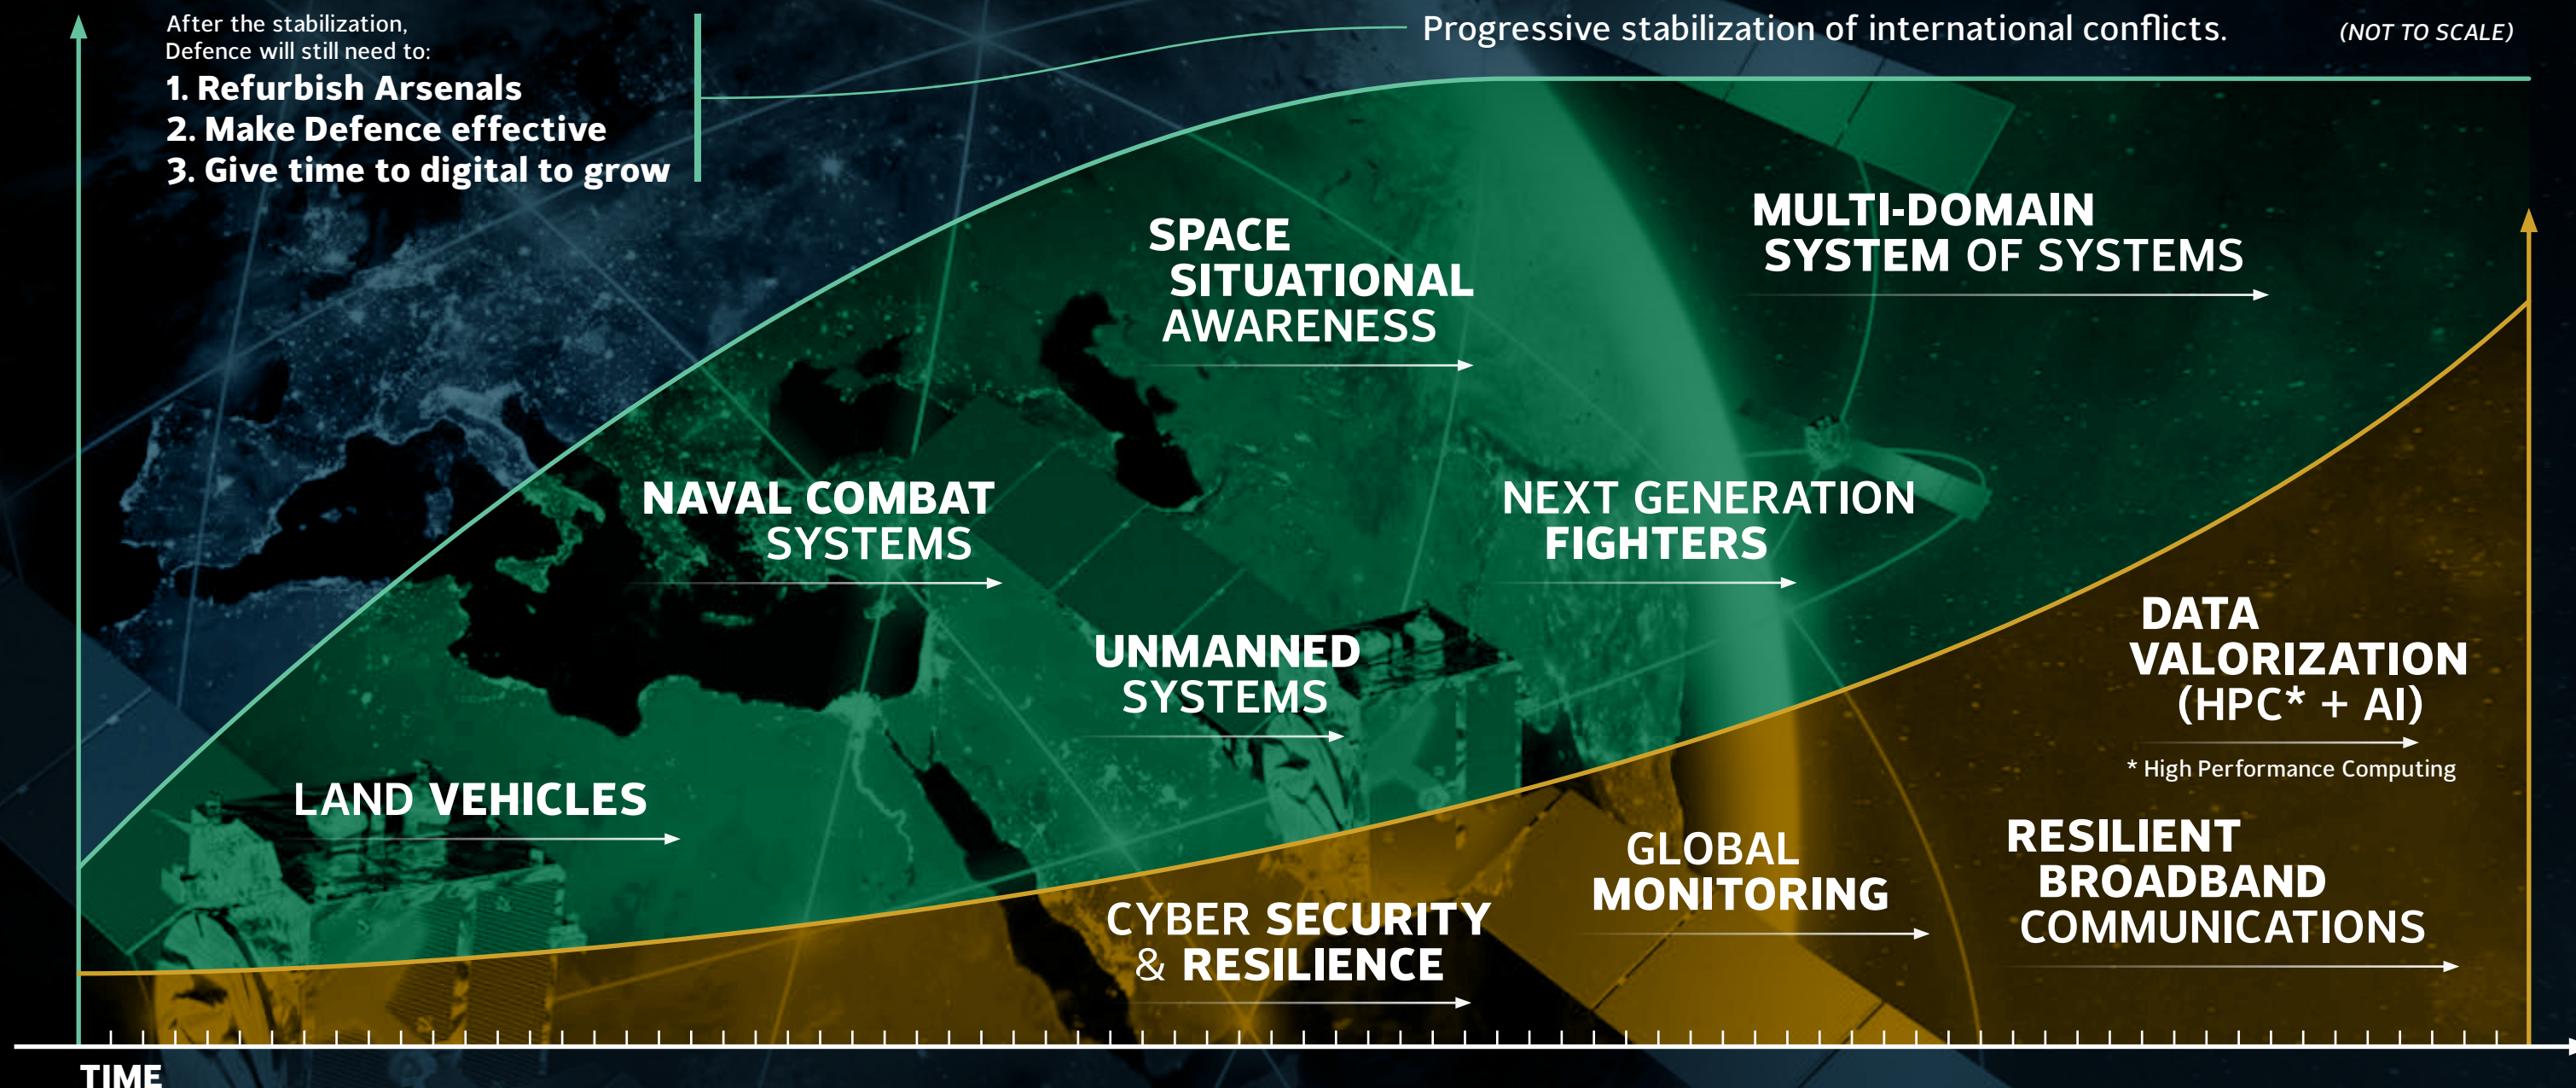 After the stabilization,
Defence will still need to:
1. Refurbish Arsenals
2. Make Defence effective
3. Give time to digital to grow
Progressive stabilization of international conflicts.
(NOT TO SCALE)
SPACE
SITUATIONAL
AWARENESS
MULTI-DOMAIN
SYSTEM OF SYSTEMS
NAVAL COMBAT
SYSTEMS
NEXT GENERATION
FIGHTERS
UNMANNED
SYSTEMS
LAND VEHICLES
DATA
VALORIZATION
(HPC* + AI)
* High Performance Computing
GLOBAL
MONITORING
RESILIENT
BROADBAND
COMMUNICATIONS
CYBER SECURITY
& RESILIENCE
TIME